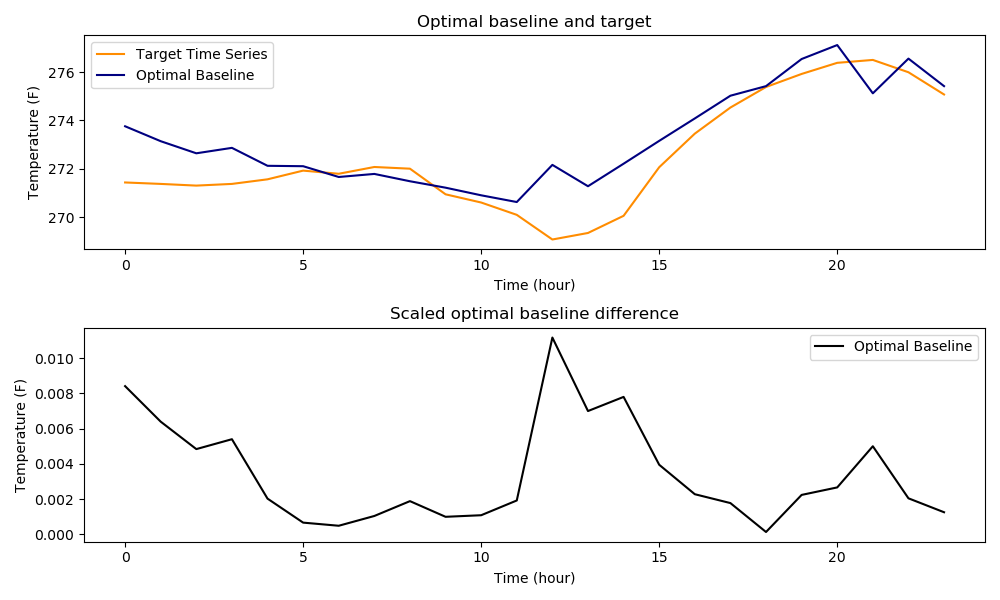 Optimal baseline and target
Target Time Series
Optimal Baseline
Temperature (F)
276
274
272
270
0 5 10 15 20
Time (hour)
Scaled optimal baseline difference
Optimal Baseline
Temperature (F)
0.010
0.008
0.006
0.004
0.002
0.000
0 5 10 15 20
Time (hour)